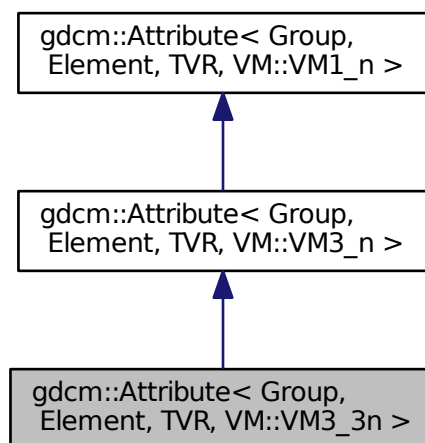 gdcm::Attribute< Group,
Element, TVR, VM::VM1_n >
gdcm::Attribute< Group,
Element, TVR, VM::VM3_n >
gdcm::Attribute< Group,
Element, TVR, VM::VM3_3n >